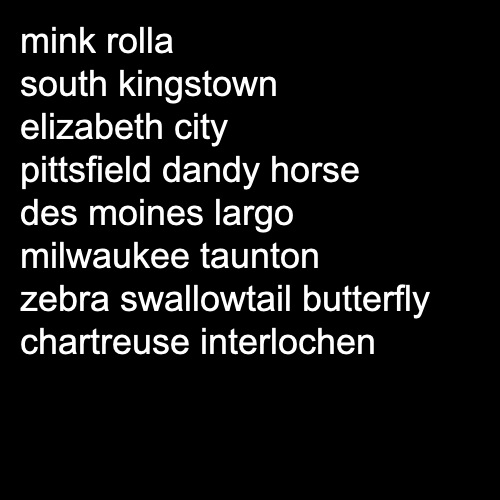 mink rolla
south kingstown
elizabeth city
pittsfield dandy horse
des moines largo
milwaukee taunton
zebra swallowtail butterfly
chartreuse interlochen